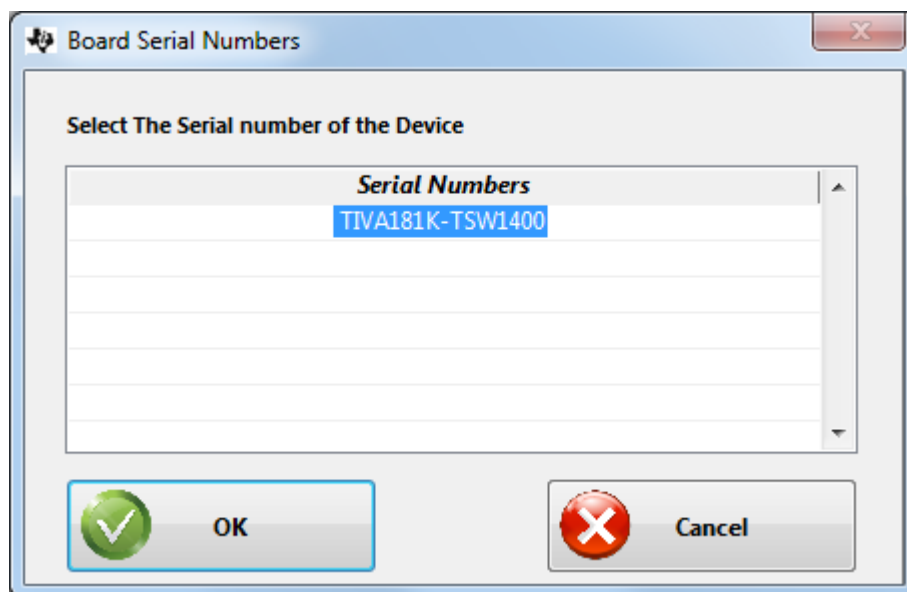 Board Serial Numbers
Select The Serial number of the Device
Serial Numbers
TIVA181K-TSW1400
OK
Cancel